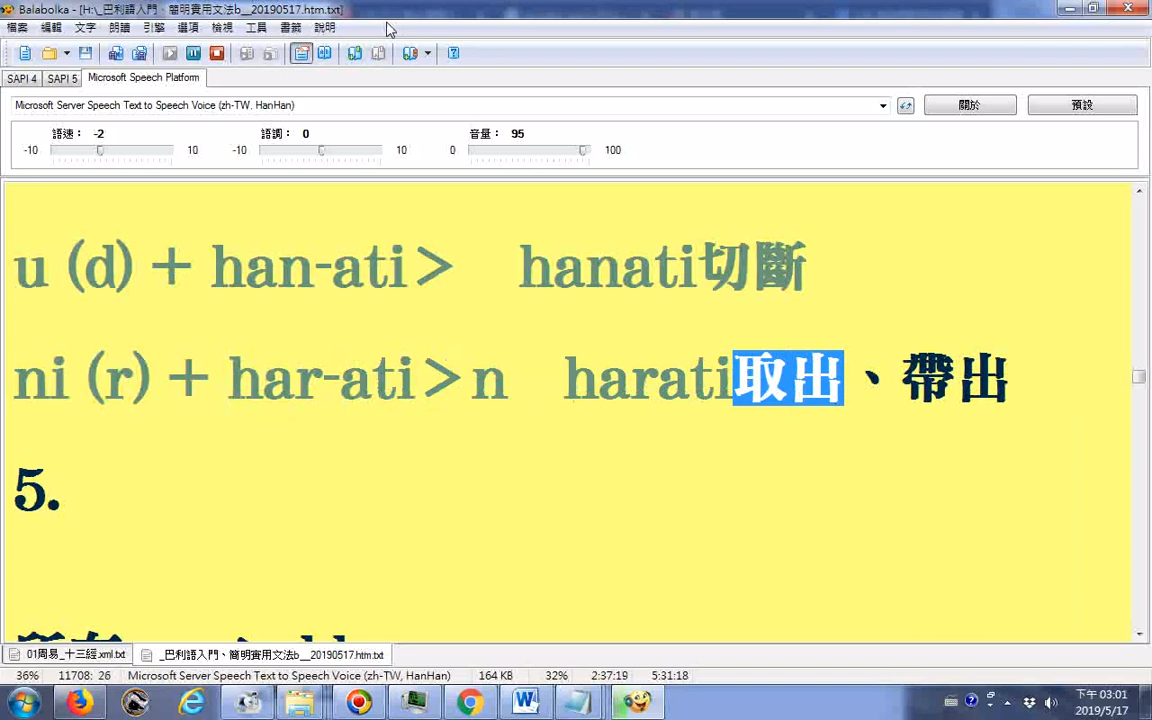 Balabolka - [H:\_巴利語入門、簡明實用文法b__20190517.htm.txt]
檔案 編輯 文字 朗讀 引擎 選項 檢視 工具 書籤 說明
SAPI 4 SAPI 5 Microsoft Speech Platform
Microsoft Server Speech Text to Speech Voice (zh-TW, HanHan) 關於 預設
語速： -2 語調： 0 音量： 95
-10 10 -10 10 0 100
u (d) + han-ati> hanati切斷
ni (r) + har-ati>n harati取出、帶出
5.
01周易_十三經.xml.txt _巴利語入門、簡明實用文法b__20190517.htm.txt
36% 11708: 26 Microsoft Server Speech Text to Speech Voice (zh-TW, HanHan) 164 KB 32% 2:37:19 5:31:18
下午 03:01
2019/5/17